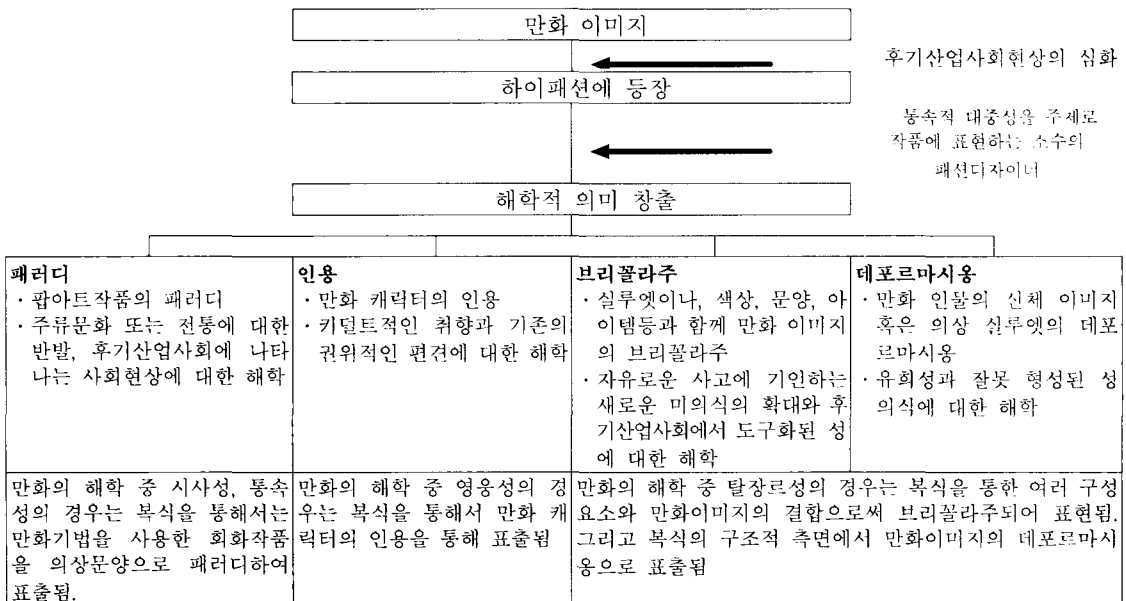 만화 이미지
후기산업사회현상의 심화
하이패션에 등장
통속적 대중성을 주제로
작품에 표현하는 소수의
패션디자이너
해학적 의미 창출
패러디
· 팝아트작품의 패러디
· 주류문화 또는 전통에 대한
반발, 후기산업사회에 나타
나는 사회현상에 대한 해학
인용
· 만화 캐릭터의 인용
· 키덜트적인 취향과 기존의
권위적인 편견에 대한 해학
브리꼴라주
· 실루엣이나, 색상, 문양, 아
이템등과 함께 만화 이미지
의 브리꼴라주
· 자유로운 사고에 기인하는
새로운 미의식의 확대와 후
기산업사회에서 도구화된 성
에 대한 해학
데포르마시옹
· 만화 인물의 신체 이미지
혹은 의상 실루엣의 데포
르마시옹
· 유희성과 잘못 형성된 성
의식에 대한 해학
만화의 해학 중 시사성, 통속
성의 경우는 복식을 통해서는
만화기법을 사용한 회화작품
을 의상문양으로 패러디하여
표출됨.
만화의 해학 중 영웅성의 경
우는 복식을 통해서 만화 캐
릭터의 인용을 통해 표출됨
만화의 해학 중 탈장르성의 경우는 복식을 통한 여러 구성
요소와 만화이미지의 결합으로써 브리꼴라주되어 표현됨.
그리고 복식의 구조적 측면에서 만화이미지의 데포르마시
옹으로 표출됨